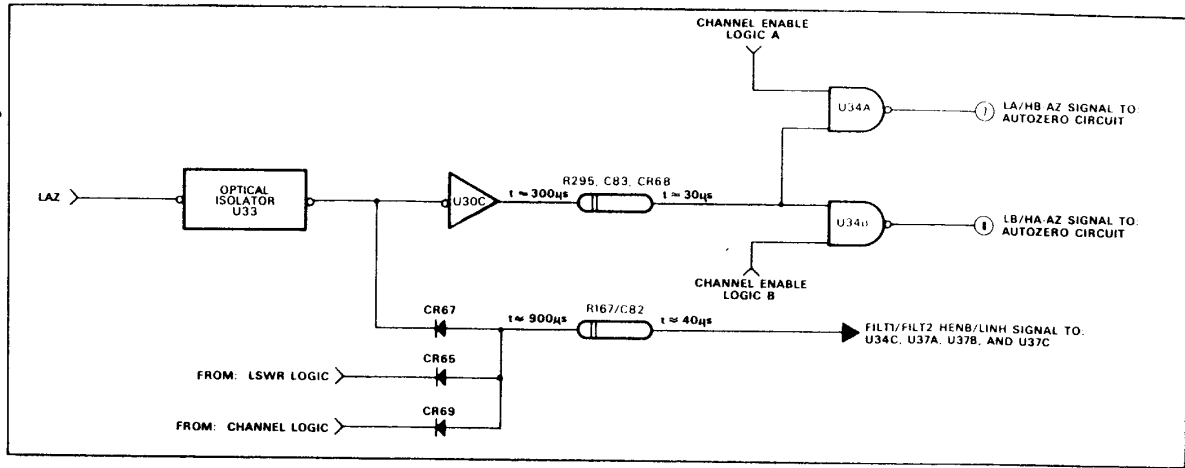 CHANNEL ENABLE
LOGIC A
U34A
LA/HB AZ SIGNAL TO:
AUTOZERO CIRCUIT
LAZ
OPTICAL
ISOLATOR
U33
U30C
t ≈ 300µs
R295, C83, CR68
t ≈ 30µs
LB/HA-AZ SIGNAL TO:
AUTOZERO CIRCUIT
CHANNEL ENABLE
LOGIC B
CR67
t ≈ 900µs
R167/C82
t ≈ 40µs
FILT1/FILT2 HENB/LINH SIGNAL TO:
U34C, U37A, U37B, AND U37C
CR65
FROM: LSWR LOGIC
CR69
FROM: CHANNEL LOGIC